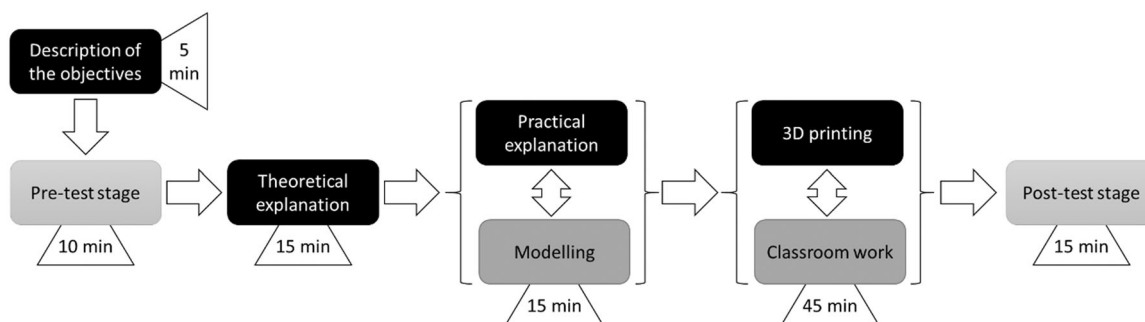 Description of
the objectives
5
min
Pre-test stage
10 min
Theoretical
explanation
15 min
Practical
explanation
Modelling
15 min
3D printing
Classroom work
45 min
Post-test stage
15 min